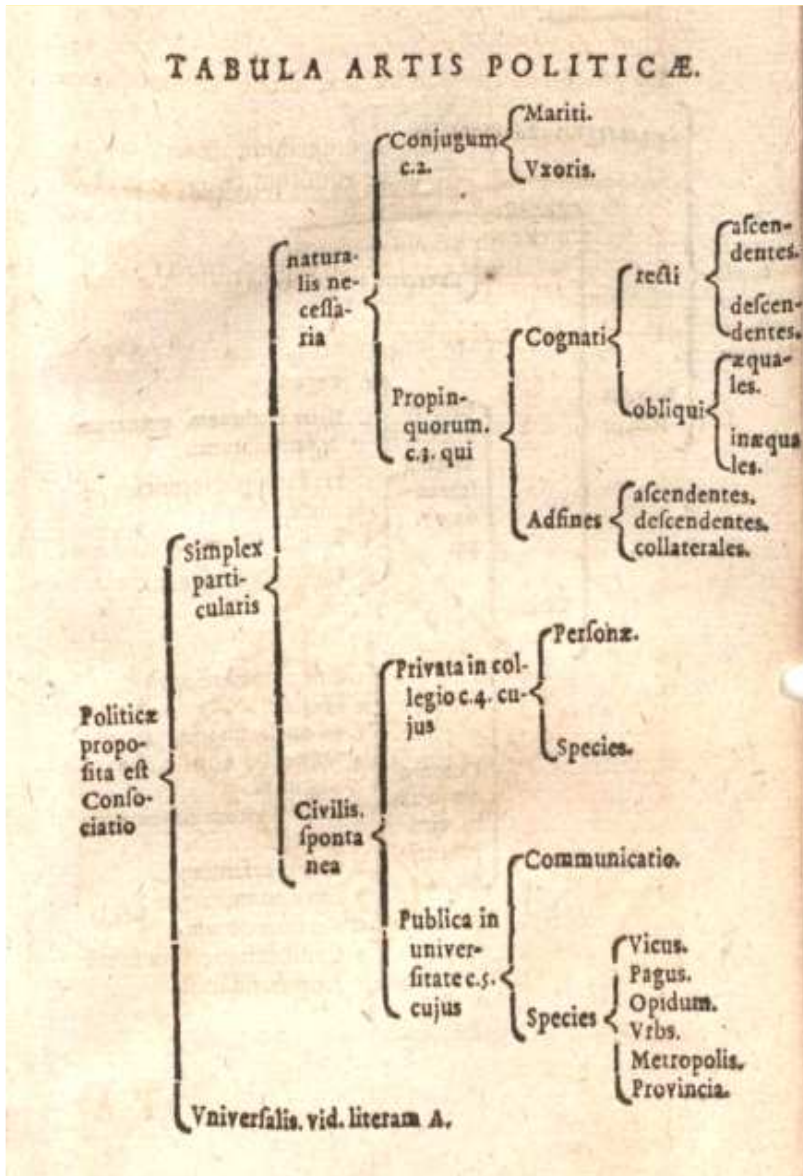 TABULA ARTIS POLITICÆ.
Politicæ
propo-
ſita eſt
Conſo-
ciatio
Simplex
parti-
cularis
natura-
lis ne-
ceſſa-
ria
Conjugum
c.2.
Mariti.
Vxoris.
Propin-
quorum.
c.3. qui
Cognati
recti
aſcen-
dentes.
deſcen-
dentes.
obliqui
æqua-
les.
inæqua
les.
Adfines
aſcendentes.
deſcendentes.
collaterales.
Civilis.
ſponta
nea
Privata in col-
legio c.4. cu-
jus
Perſonæ.
Species.
Publica in
univer-
ſitate c.5.
cujus
Communicatio.
Species
Vicus.
Pagus.
Opidum.
Vrbs.
Metropolis.
Provincia.
Vniverſalis. vid. literam A.